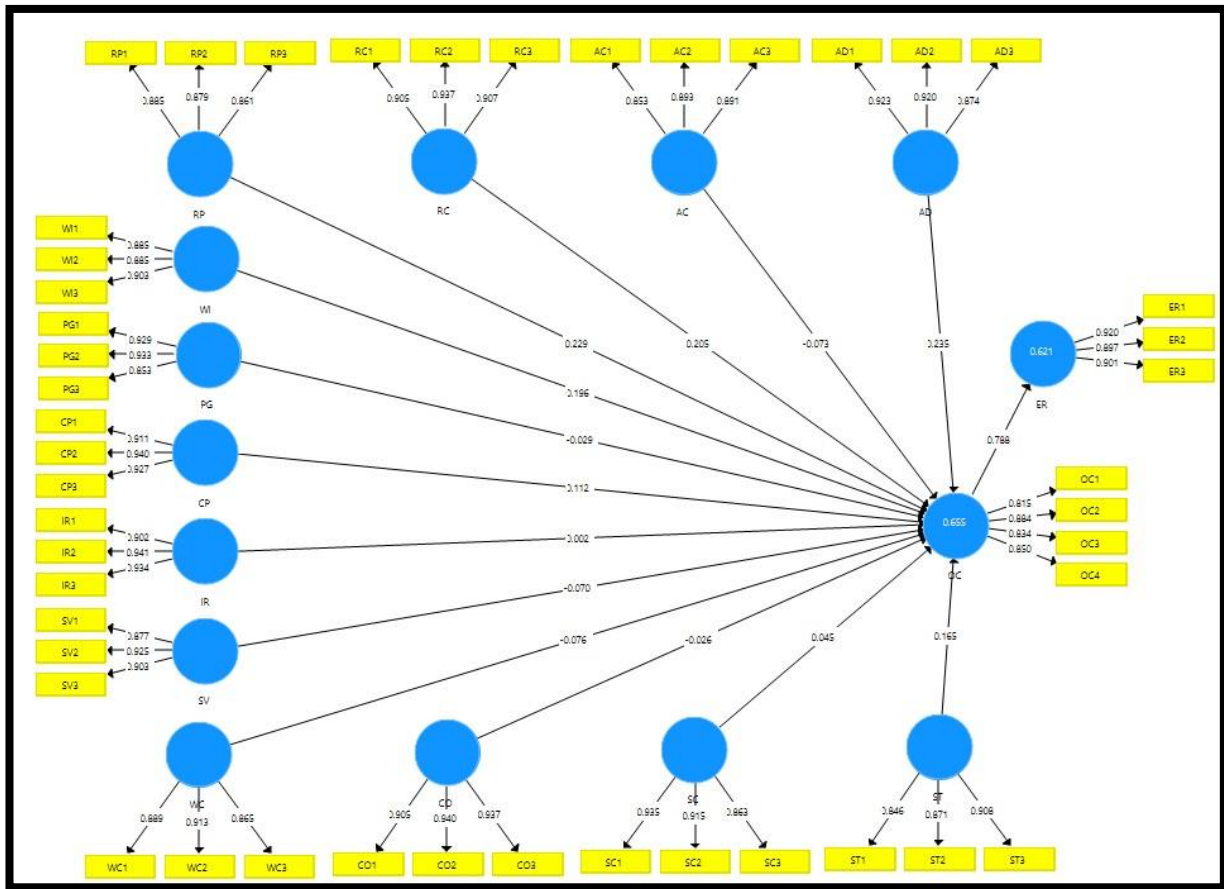 RP1 RP2 RP3 RC1 RC2 RC3 AC1 AC2 AC3 AD1 AD2 AD3
0.885 0.879 0.861 0.905 0.937 0.907 0.853 0.893 0.891 0.923 0.920 0.874
RP RC AC AD
WI1 0.885
WI2 0.885
WI3 0.903
WI
PG1 0.929
PG2 0.933
PG3 0.853
PG
0.229 0.205 -0.073 0.235
0.196
-0.029
0.112
0.002
-0.070
-0.076 -0.026 0.045 0.165
0.621
ER
0.920 ER1
0.897 ER2
0.901 ER3
0.788
CP1 0.911
CP2 0.940
CP3 0.927
CP
0.655
OC
0.815 OC1
0.884 OC2
0.834 OC3
0.850 OC4
IR1 0.902
IR2 0.941
IR3 0.934
IR
SV1 0.877
SV2 0.925
SV3 0.903
SV
WC CO SC ST
0.889 0.913 0.865 0.905 0.940 0.937 0.935 0.915 0.863 0.846 0.871 0.908
WC1 WC2 WC3 CO1 CO2 CO3 SC1 SC2 SC3 ST1 ST2 ST3